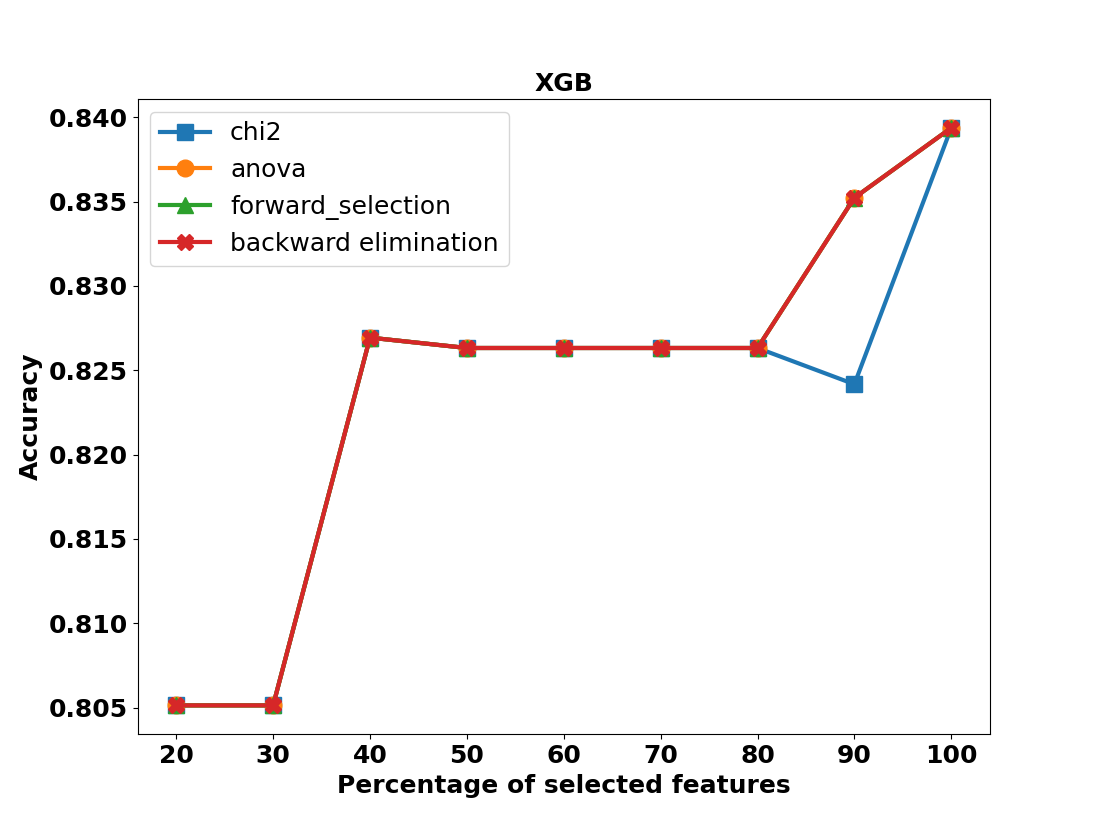 XGB
chi2
anova
forward_selection
backward elimination
0.840
0.835
0.830
0.825
0.820
0.815
0.810
0.805
Accuracy
20 30 40 50 60 70 80 90 100
Percentage of selected features